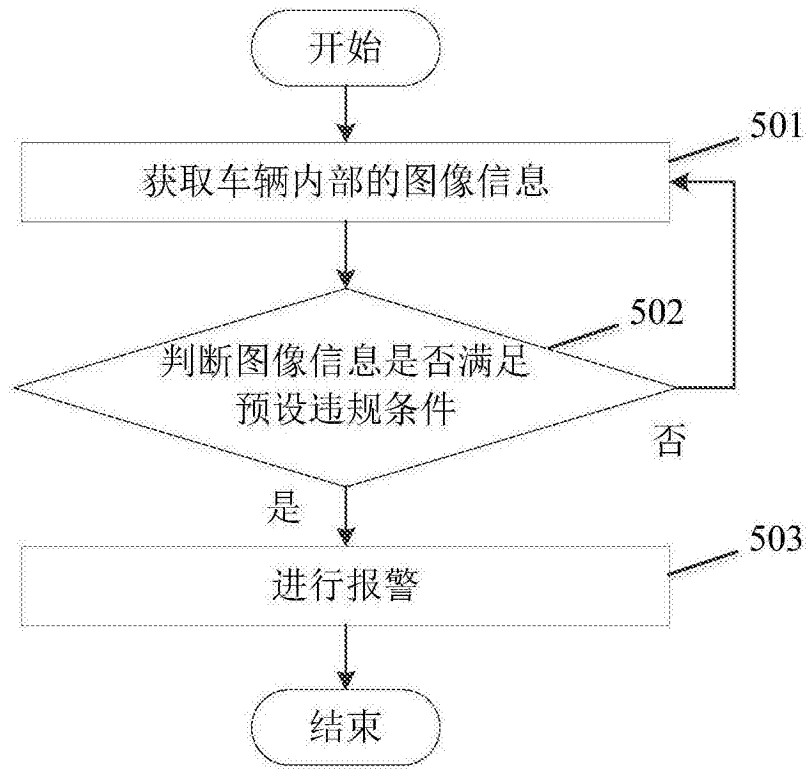 开始
501
获取车辆内部的图像信息
502
判断图像信息是否满足
预设违规条件
否
是
503
进行报警
结束